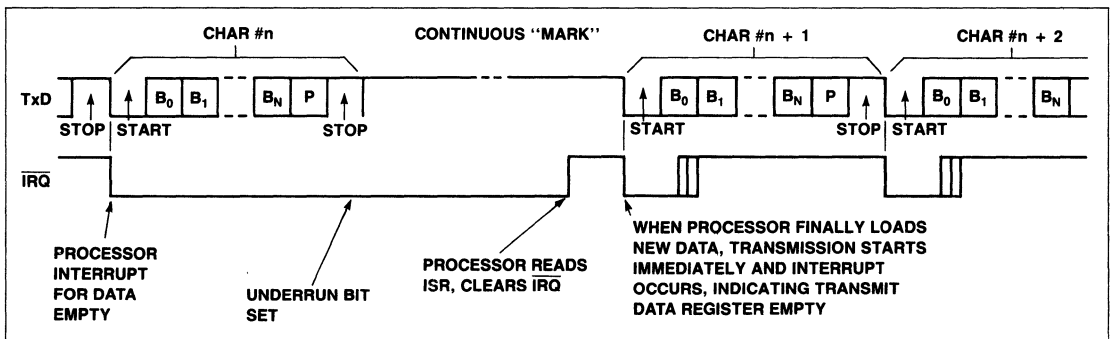 CHAR #n
CONTINUOUS "MARK"
CHAR #n + 1
CHAR #n + 2
TxD
B0
B1
BN
P
B0
B1
BN
P
B0
B1
BN
STOP
START
STOP
START
STOP
START
IRQ
PROCESSOR
INTERRUPT
FOR DATA
EMPTY
UNDERRUN BIT
SET
PROCESSOR READS
ISR, CLEARS IRQ
WHEN PROCESSOR FINALLY LOADS
NEW DATA, TRANSMISSION STARTS
IMMEDIATELY AND INTERRUPT
OCCURS, INDICATING TRANSMIT
DATA REGISTER EMPTY